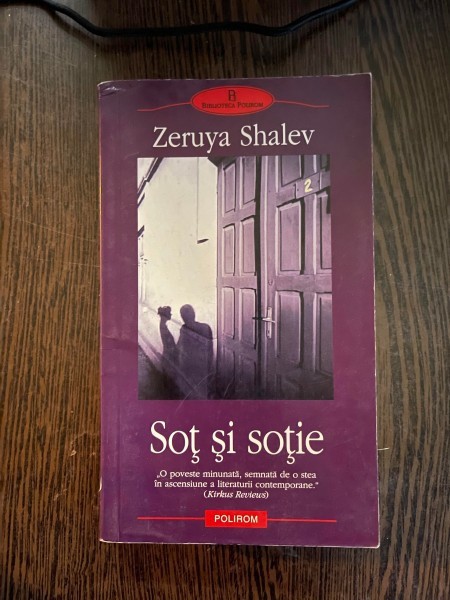 BIBLIOTECA POLIROM
Zeruya Shalev
2
Soţ şi soţie
„O poveste minunată, semnată de o stea
în ascensiune a literaturii contemporane.“
(Kirkus Reviews)
POLIROM